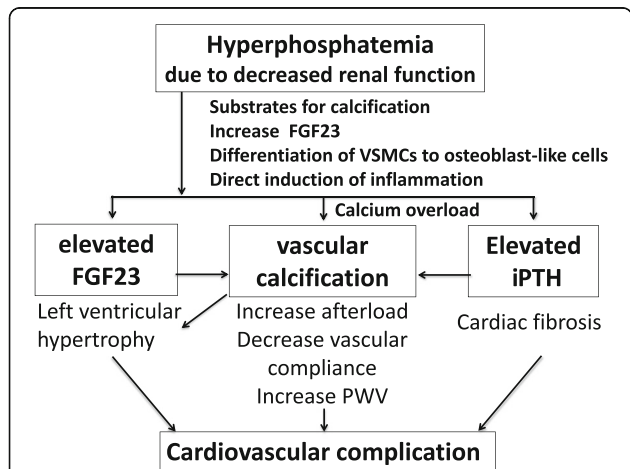 Hyperphosphatemia
due to decreased renal function
Substrates for calcification
Increase FGF23
Differentiation of VSMCs to osteoblast-like cells
Direct induction of inflammation
Calcium overload
elevated
FGF23
vascular
calcification
Elevated
iPTH
Left ventricular
hypertrophy
Increase afterload
Decrease vascular
compliance
Increase PWV
Cardiac fibrosis
Cardiovascular complication